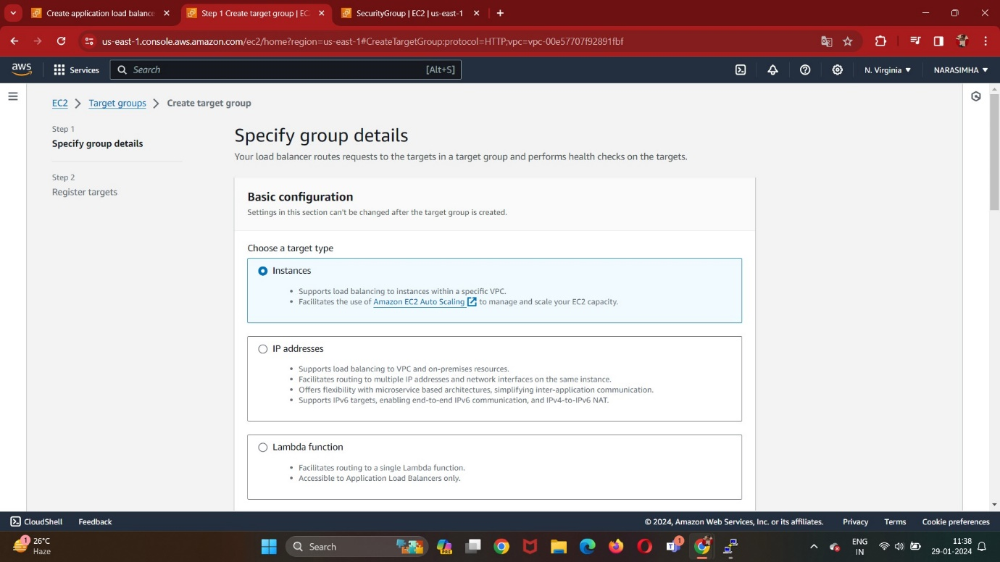 Create application load balance
Step 1 Create target group | EC
SecurityGroup | EC2 | us-east-1
us-east-1.console.aws.amazon.com/ec2/home?region=us-east-1#CreateTargetGroup:protocol=HTTP;vpc=vpc-00e57707f92891fbf
aws
Services
Search
[Alt+S]
N. Virginia
NARASIMHA
EC2
Target groups
Create target group
Step 1
Specify group details
Step 2
Register targets
Specify group details
Your load balancer routes requests to the targets in a target group and performs health checks on the targets.
Basic configuration
Settings in this section can't be changed after the target group is created.
Choose a target type
Instances
• Supports load balancing to instances within a specific VPC.
• Facilitates the use of Amazon EC2 Auto Scaling to manage and scale your EC2 capacity.
IP addresses
• Supports load balancing to VPC and on-premises resources.
• Facilitates routing to multiple IP addresses and network interfaces on the same instance.
• Offers flexibility with microservice based architectures, simplifying inter-application communication.
• Supports IPv6 targets, enabling end-to-end IPv6 communication, and IPv4-to-IPv6 NAT.
Lambda function
• Facilitates routing to a single Lambda function.
• Accessible to Application Load Balancers only.
CloudShell
Feedback
© 2024, Amazon Web Services, Inc. or its affiliates.
Privacy
Terms
Cookie preferences
1
26°C
Haze
Search
PRE
1
ENG
IN
11:38
29-01-2024